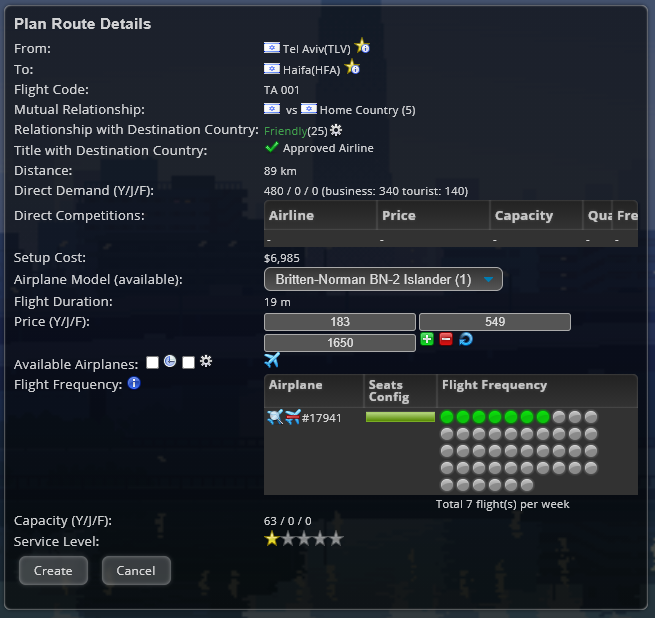 Plan Route Details
From: Tel Aviv(TLV)
To: Haifa(HFA)
Flight Code: TA 001
Mutual Relationship: vs Home Country (5)
Relationship with Destination Country: Friendly(25)
Title with Destination Country: Approved Airline
Distance: 89 km
Direct Demand (Y/J/F): 480 / 0 / 0 (business: 340 tourist: 140)
Direct Competitions: Airline Price Capacity Qua Fre
- - - - -
Setup Cost: $6,985
Airplane Model (available): Britten-Norman BN-2 Islander (1)
Flight Duration: 19 m
Price (Y/J/F): 183 549
1650
Available Airplanes:
Flight Frequency: Airplane Seats Config Flight Frequency
#17941
Total 7 flight(s) per week
Capacity (Y/J/F): 63 / 0 / 0
Service Level:
Create Cancel